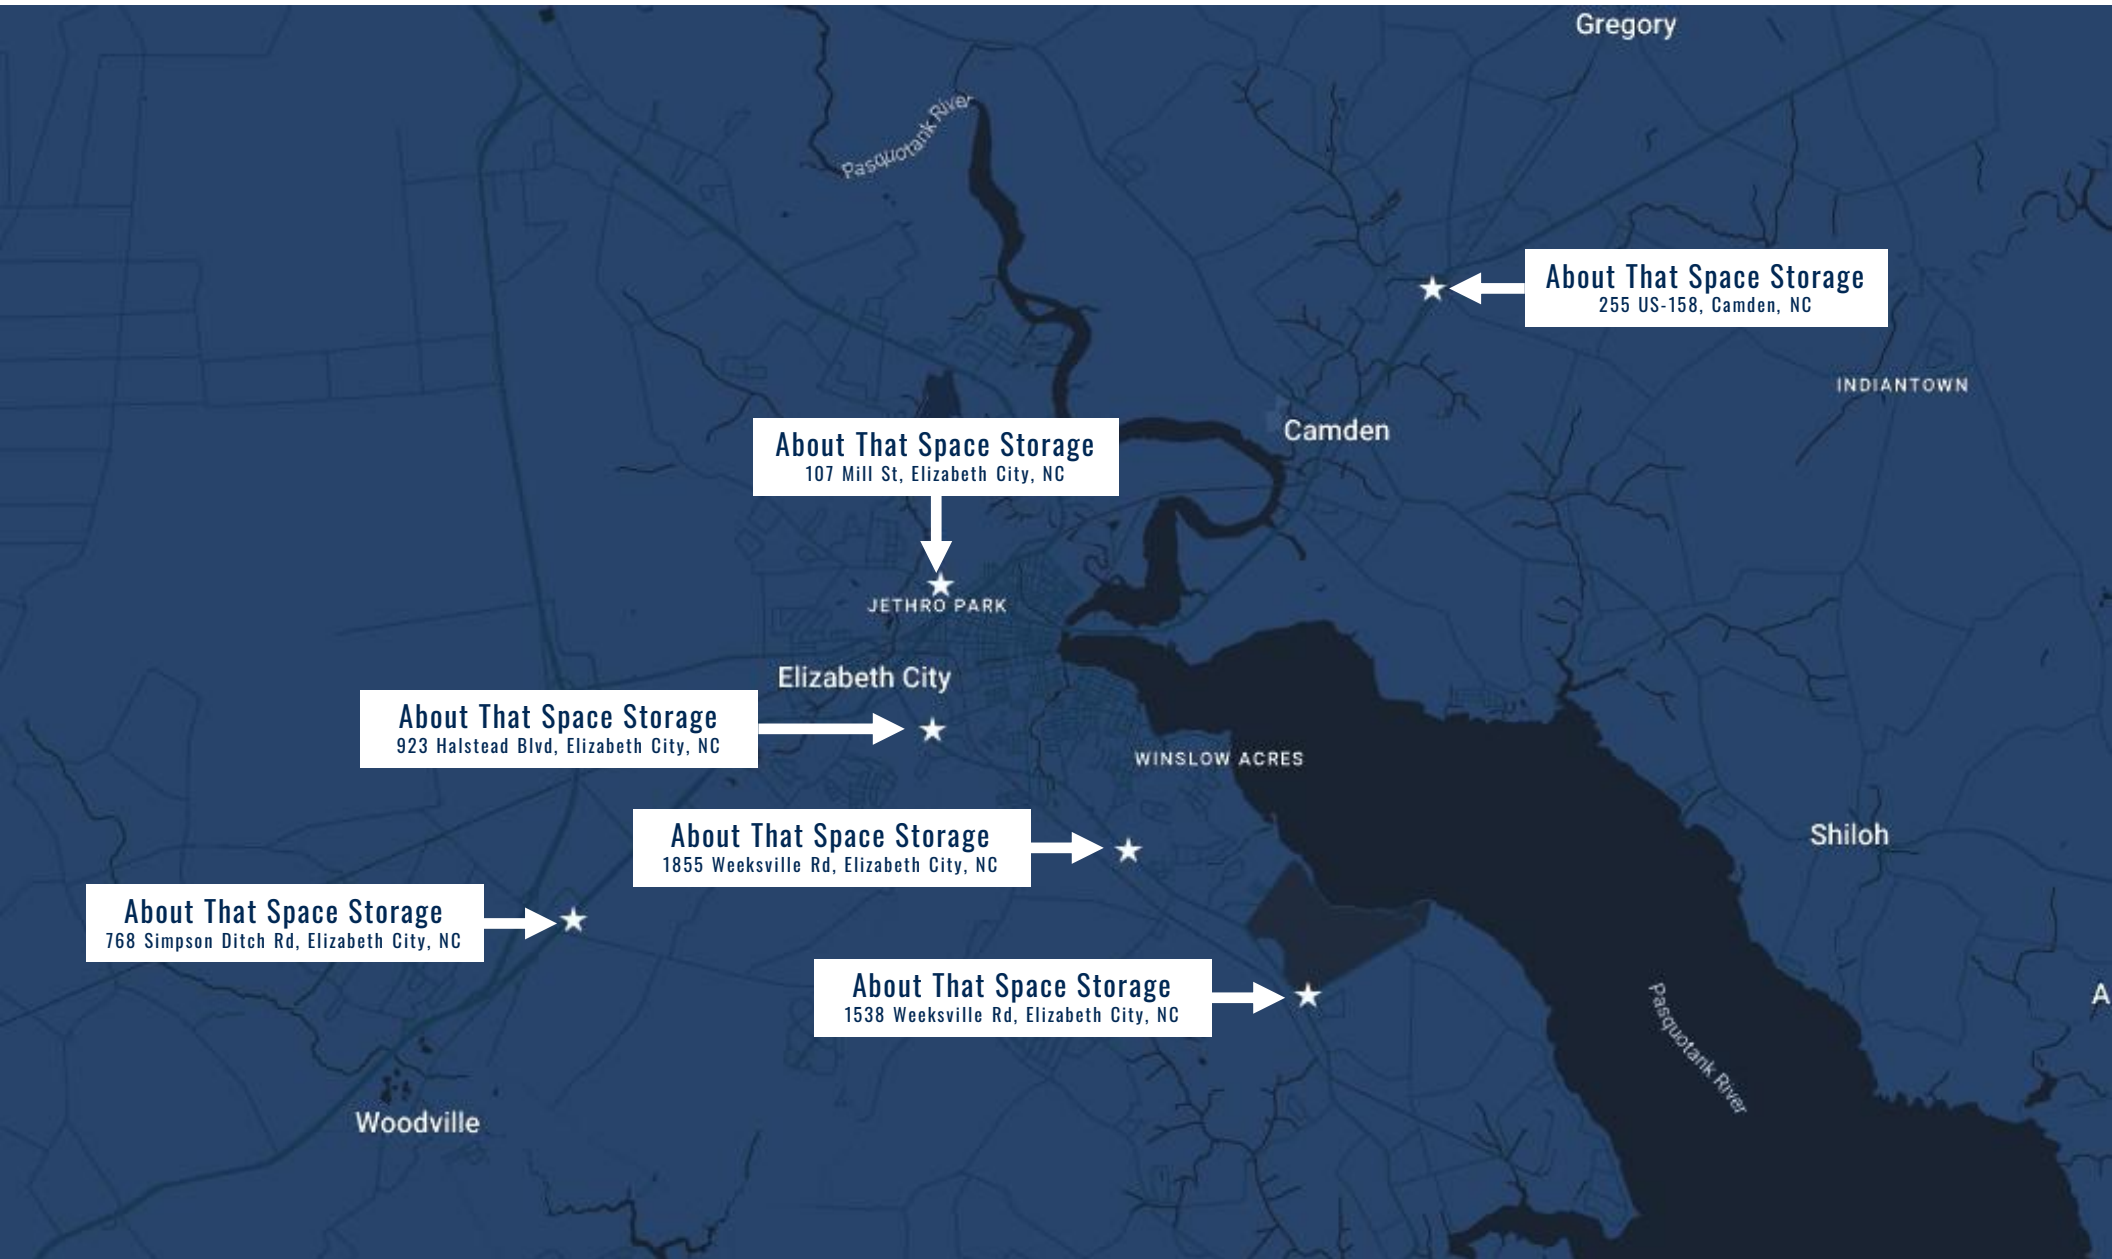 Gregory
Pasquotank River
About That Space Storage
255 US-158, Camden, NC
INDIANTOWN
Camden
About That Space Storage
107 Mill St, Elizabeth City, NC
JETHRO PARK
Elizabeth City
About That Space Storage
923 Halstead Blvd, Elizabeth City, NC
WINSLOW ACRES
About That Space Storage
1855 Weeksville Rd, Elizabeth City, NC
Shiloh
About That Space Storage
768 Simpson Ditch Rd, Elizabeth City, NC
About That Space Storage
1538 Weeksville Rd, Elizabeth City, NC
A
Pasquotank River
Woodville